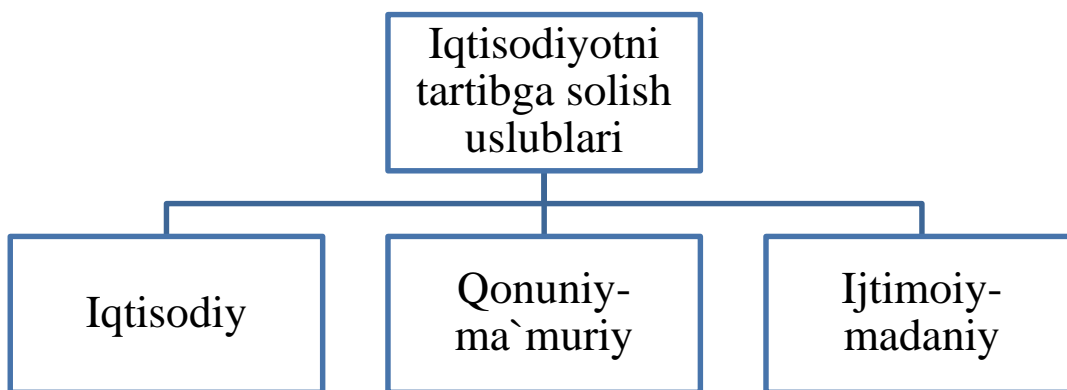 Iqtisodiyotni
tartibga solish
uslublari
Iqtisodiy
Qonuniy-
ma`muriy
Ijtimoiy-
madaniy